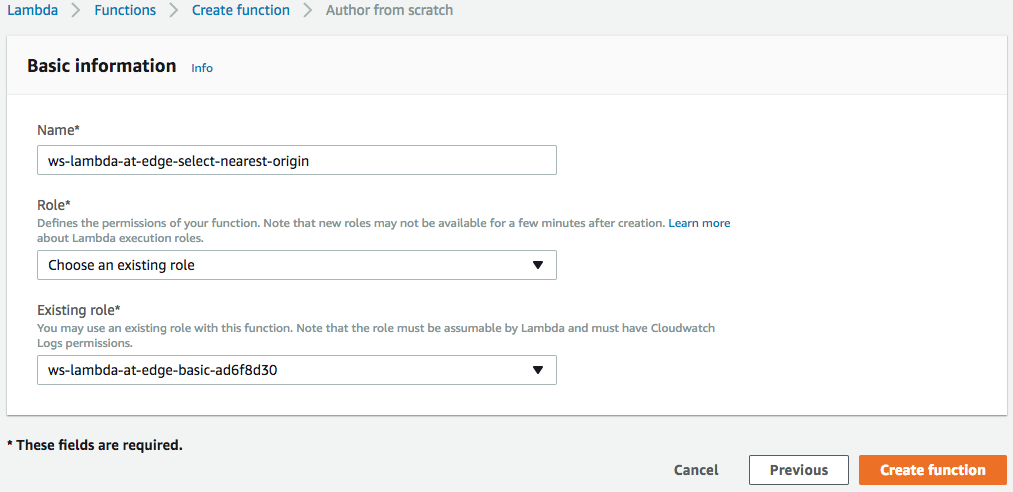 Lambda > Functions > Create function > Author from scratch
Basic information Info
Name*
ws-lambda-at-edge-select-nearest-origin
Role*
Defines the permissions of your function. Note that new roles may not be available for a few minutes after creation. Learn more
about Lambda execution roles.
Choose an existing role
Existing role*
You may use an existing role with this function. Note that the role must be assumable by Lambda and must have Cloudwatch
Logs permissions.
ws-lambda-at-edge-basic-ad6f8d30
* These fields are required.
Cancel Previous Create function